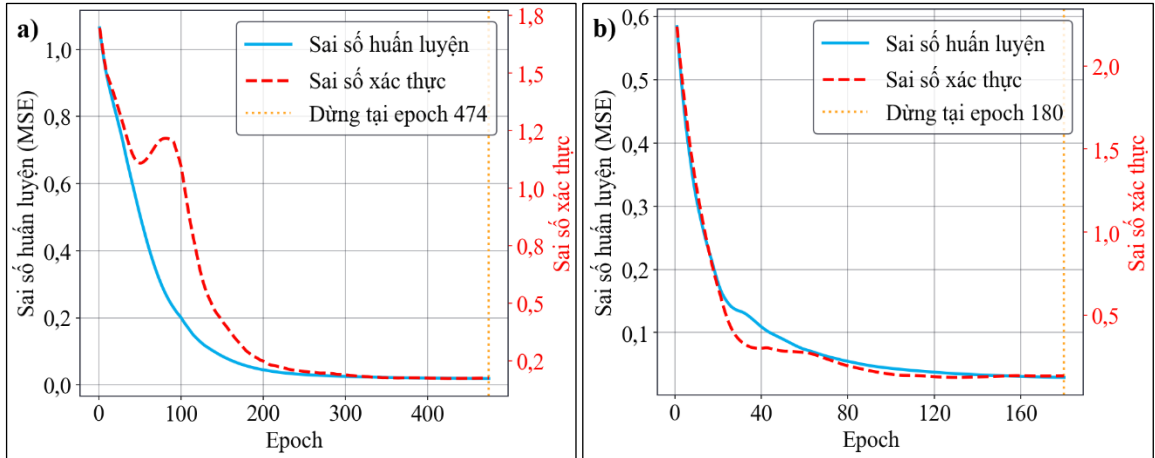 a)
Sai số huấn luyện
Sai số xác thực
Dừng tại epoch 474
Sai số huấn luyện (MSE)
1,0
0,8
0,6
0,4
0,2
0,0
0
100
200
300
400
Epoch
1,8
1,5
1,2
1,0
0,8
0,5
0,2
Sai số xác thực
b)
Sai số huấn luyện
Sai số xác thực
Dừng tại epoch 180
Sai số huấn luyện (MSE)
0,6
0,5
0,4
0,3
0,2
0,1
0
40
80
120
160
Epoch
2,0
1,5
2,0
0,5
Sai số xác thực